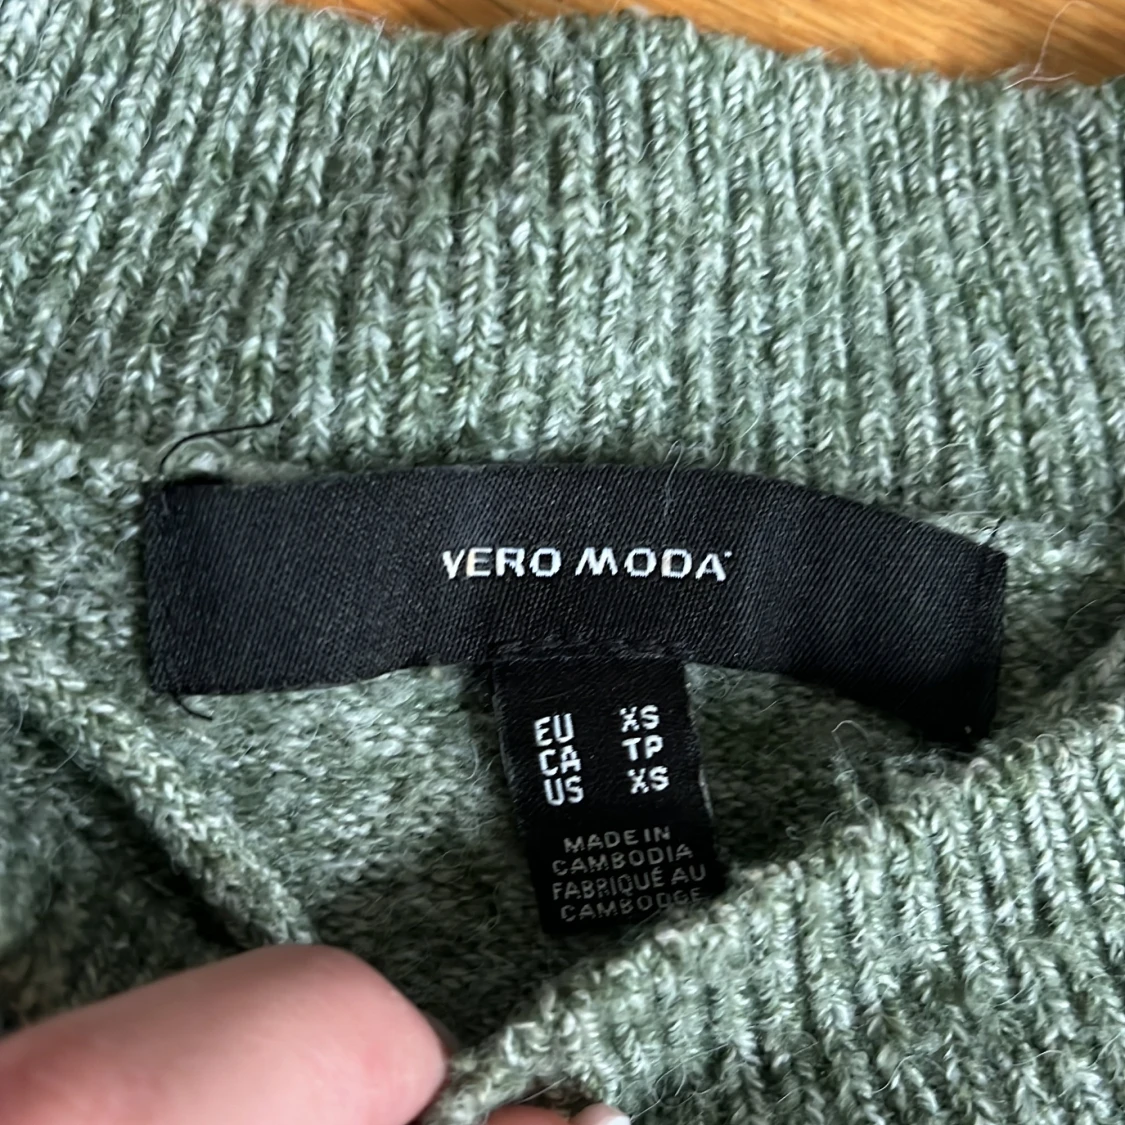 VERO MODA
EU XS
CA TP
US XS
MADE IN
CAMBODIA
FABRIQUÉ AU
CAMBODGE